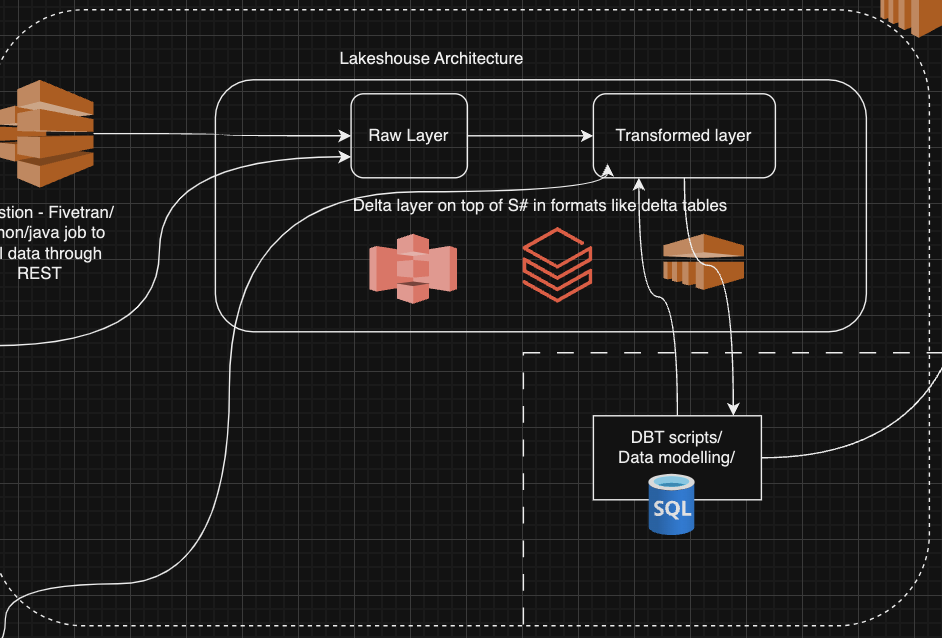 Lakeshouse Architecture
Raw Layer
Transformed layer
stion - Fivetran/
hon/java job to
l data through
REST
Delta layer on top of S# in formats like delta tables
DBT scripts/
Data modelling/
SQL